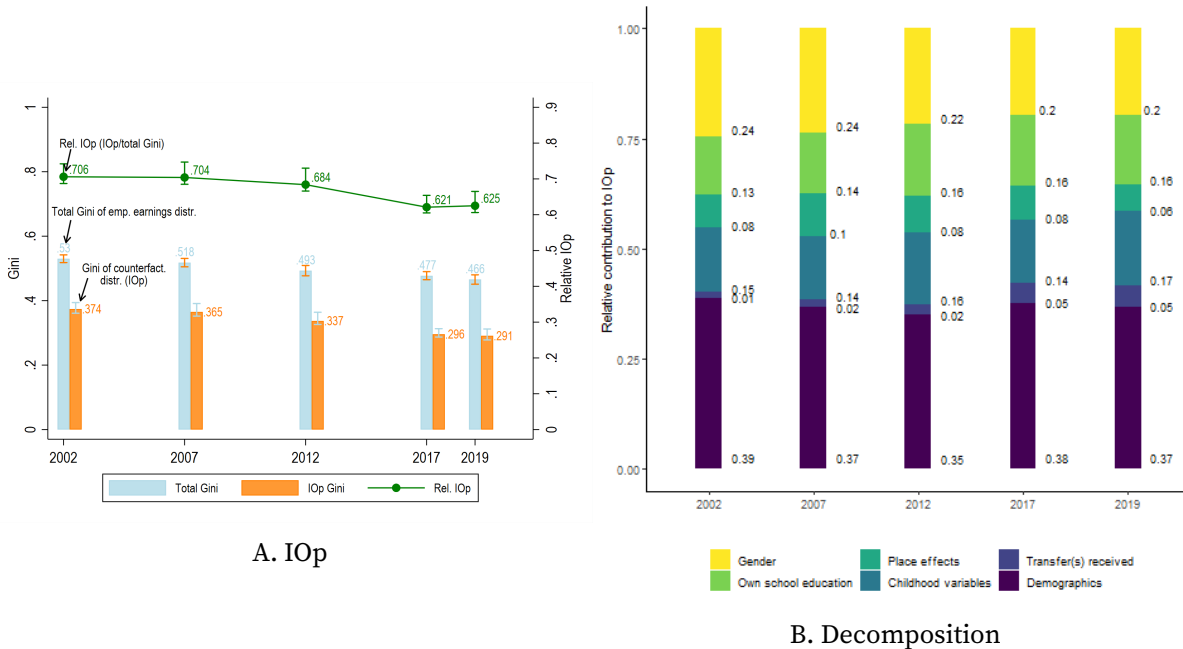 Rel. IOp (IOp/total Gini)
Total Gini of emp. earnings distr.
Gini of counterfact.
distr. (IOp)
Gini
1
.8
.6
.4
.2
0
.706
.704
.684
.621
.625
.53
.518
.493
.477
.466
.374
.365
.337
.296
.291
Relative IOp
.9
.8
.7
.6
.5
.4
.3
.2
.1
0
2002 2007 2012 2017 2019
Total Gini IOp Gini Rel. IOp
A. IOp
Relative contribution to IOp
1.00
0.75
0.50
0.25
0.00
0.24 0.24 0.22 0.2 0.2
0.13 0.14 0.16 0.16 0.16
0.08 0.1 0.08 0.08 0.06
0.15 0.14 0.16 0.14 0.17
0.01 0.02 0.02 0.05 0.05
0.39 0.37 0.35 0.38 0.37
2002 2007 2012 2017 2019
Gender Place effects Transfer(s) received
Own school education Childhood variables Demographics
B. Decomposition